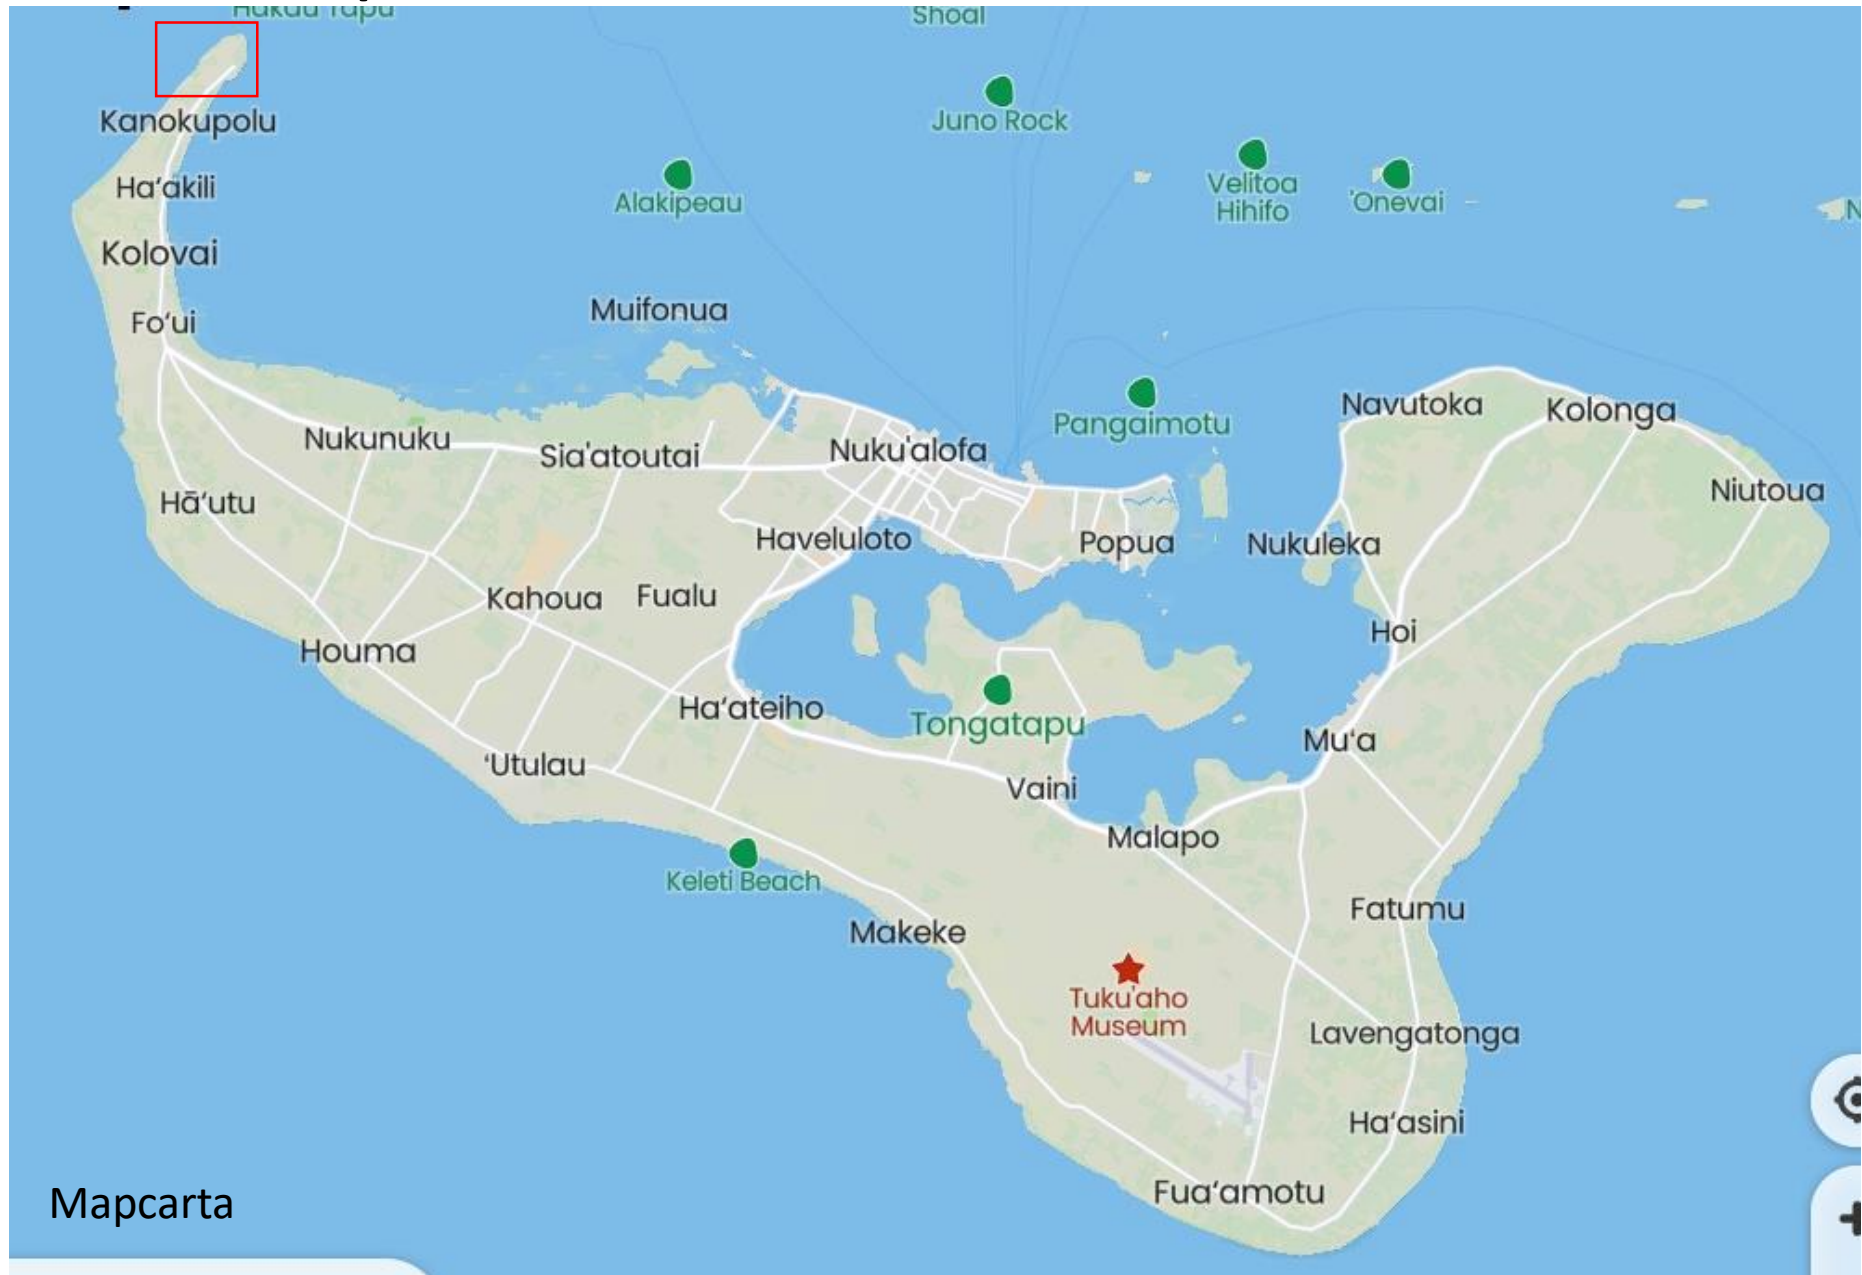 Hakau Tapu
Shoal
Juno Rock
Kanokupolu
Velitoa
Hihifo
'Onevai
Ha‘akili
Alakipeau
N
Kolovai
Muifonua
Fo‘ui
Navutoka
Kolonga
Pangaimotu
Nukunuku
Sia'atoutai
Nuku'alofa
Niutoua
Hā‘utu
Haveluloto
Popua
Nukuleka
Kahoua
Fualu
Hoi
Houma
Ha‘ateiho
Tongatapu
Mu‘a
‘Utulau
Vaini
Malapo
Keleti Beach
Fatumu
Makeke
Tuku'aho
Museum
Lavengatonga
Ha‘asini
Fua‘amotu
Mapcarta